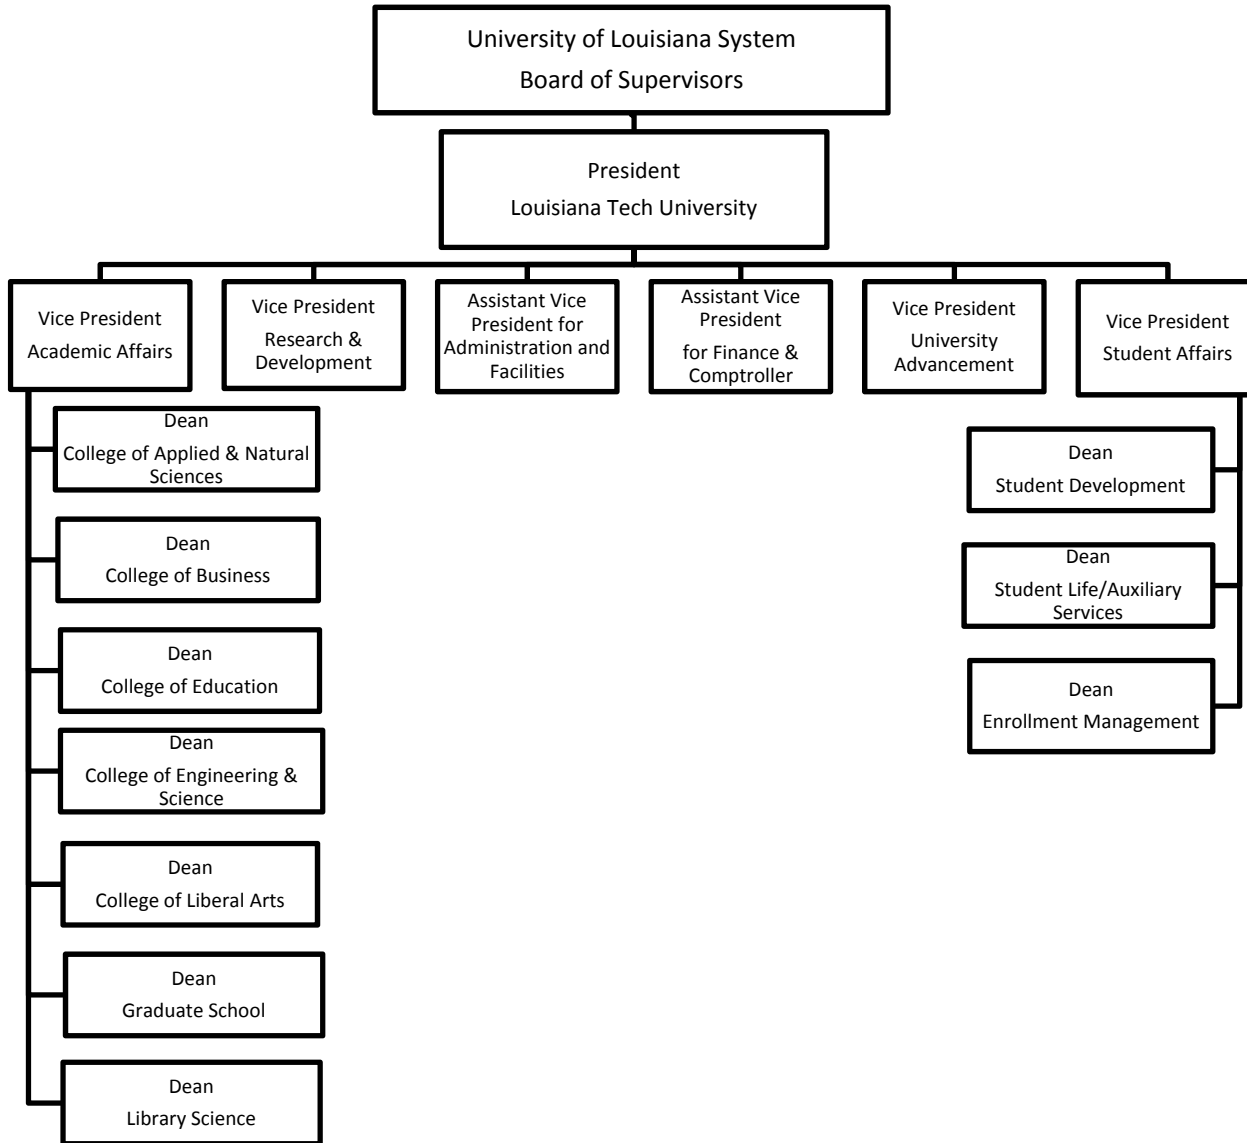 University of Louisiana System
Board of Supervisors
President
Louisiana Tech University
Vice President
Academic Affairs
Vice President
Research &
Development
Assistant Vice
President for
Administration and
Facilities
Assistant Vice
President
for Finance &
Comptroller
Vice President
University
Advancement
Vice President
Student Affairs
Dean
College of Applied & Natural
Sciences
Dean
College of Business
Dean
College of Education
Dean
College of Engineering &
Science
Dean
College of Liberal Arts
Dean
Graduate School
Dean
Library Science
Dean
Student Development
Dean
Student Life/Auxiliary
Services
Dean
Enrollment Management